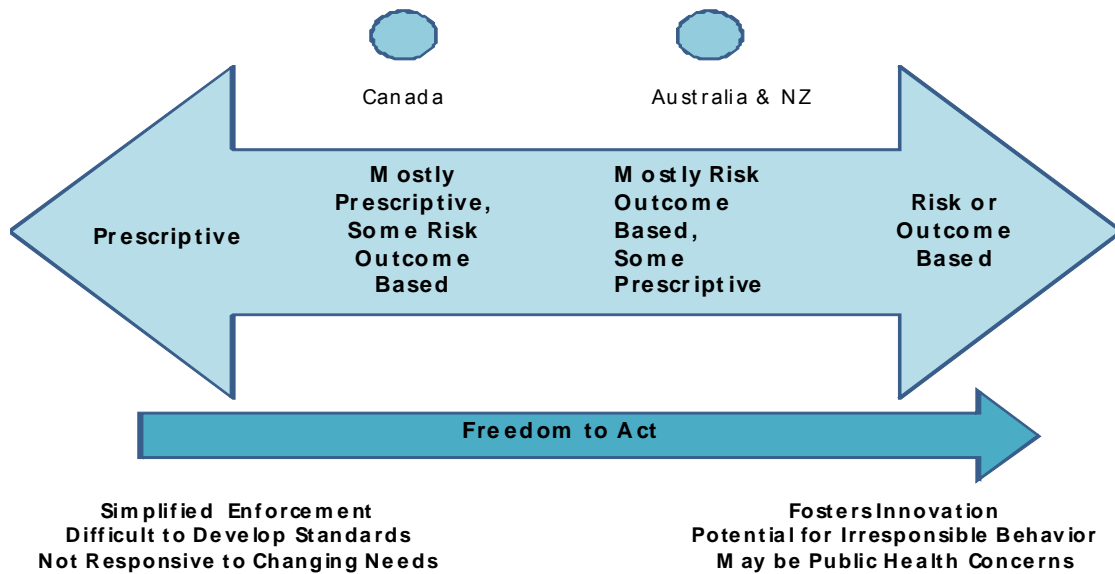 Canada
Australia & NZ
Prescriptive
Mostly
Prescriptive,
Some Risk
Outcome
Based
Mostly Risk
Outcome
Based,
Some
Prescriptive
Risk or
Outcome
Based
Freedom to Act
Simplified Enforcement
Difficult to Develop Standards
Not Responsive to Changing Needs
Fosters Innovation
Potential for Irresponsible Behavior
May be Public Health Concerns